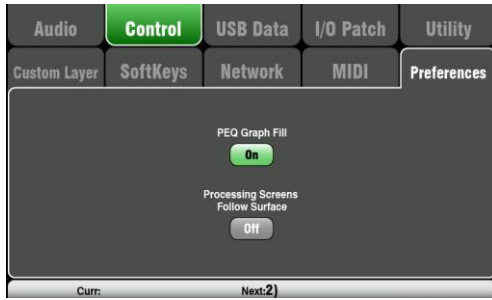 Audio Control USB Data I/O Patch Utility
Custom Layer SoftKeys Network MIDI Preferences
PEQ Graph Fill
On
Processing Screens
Follow Surface
Off
Curr: Next:2)